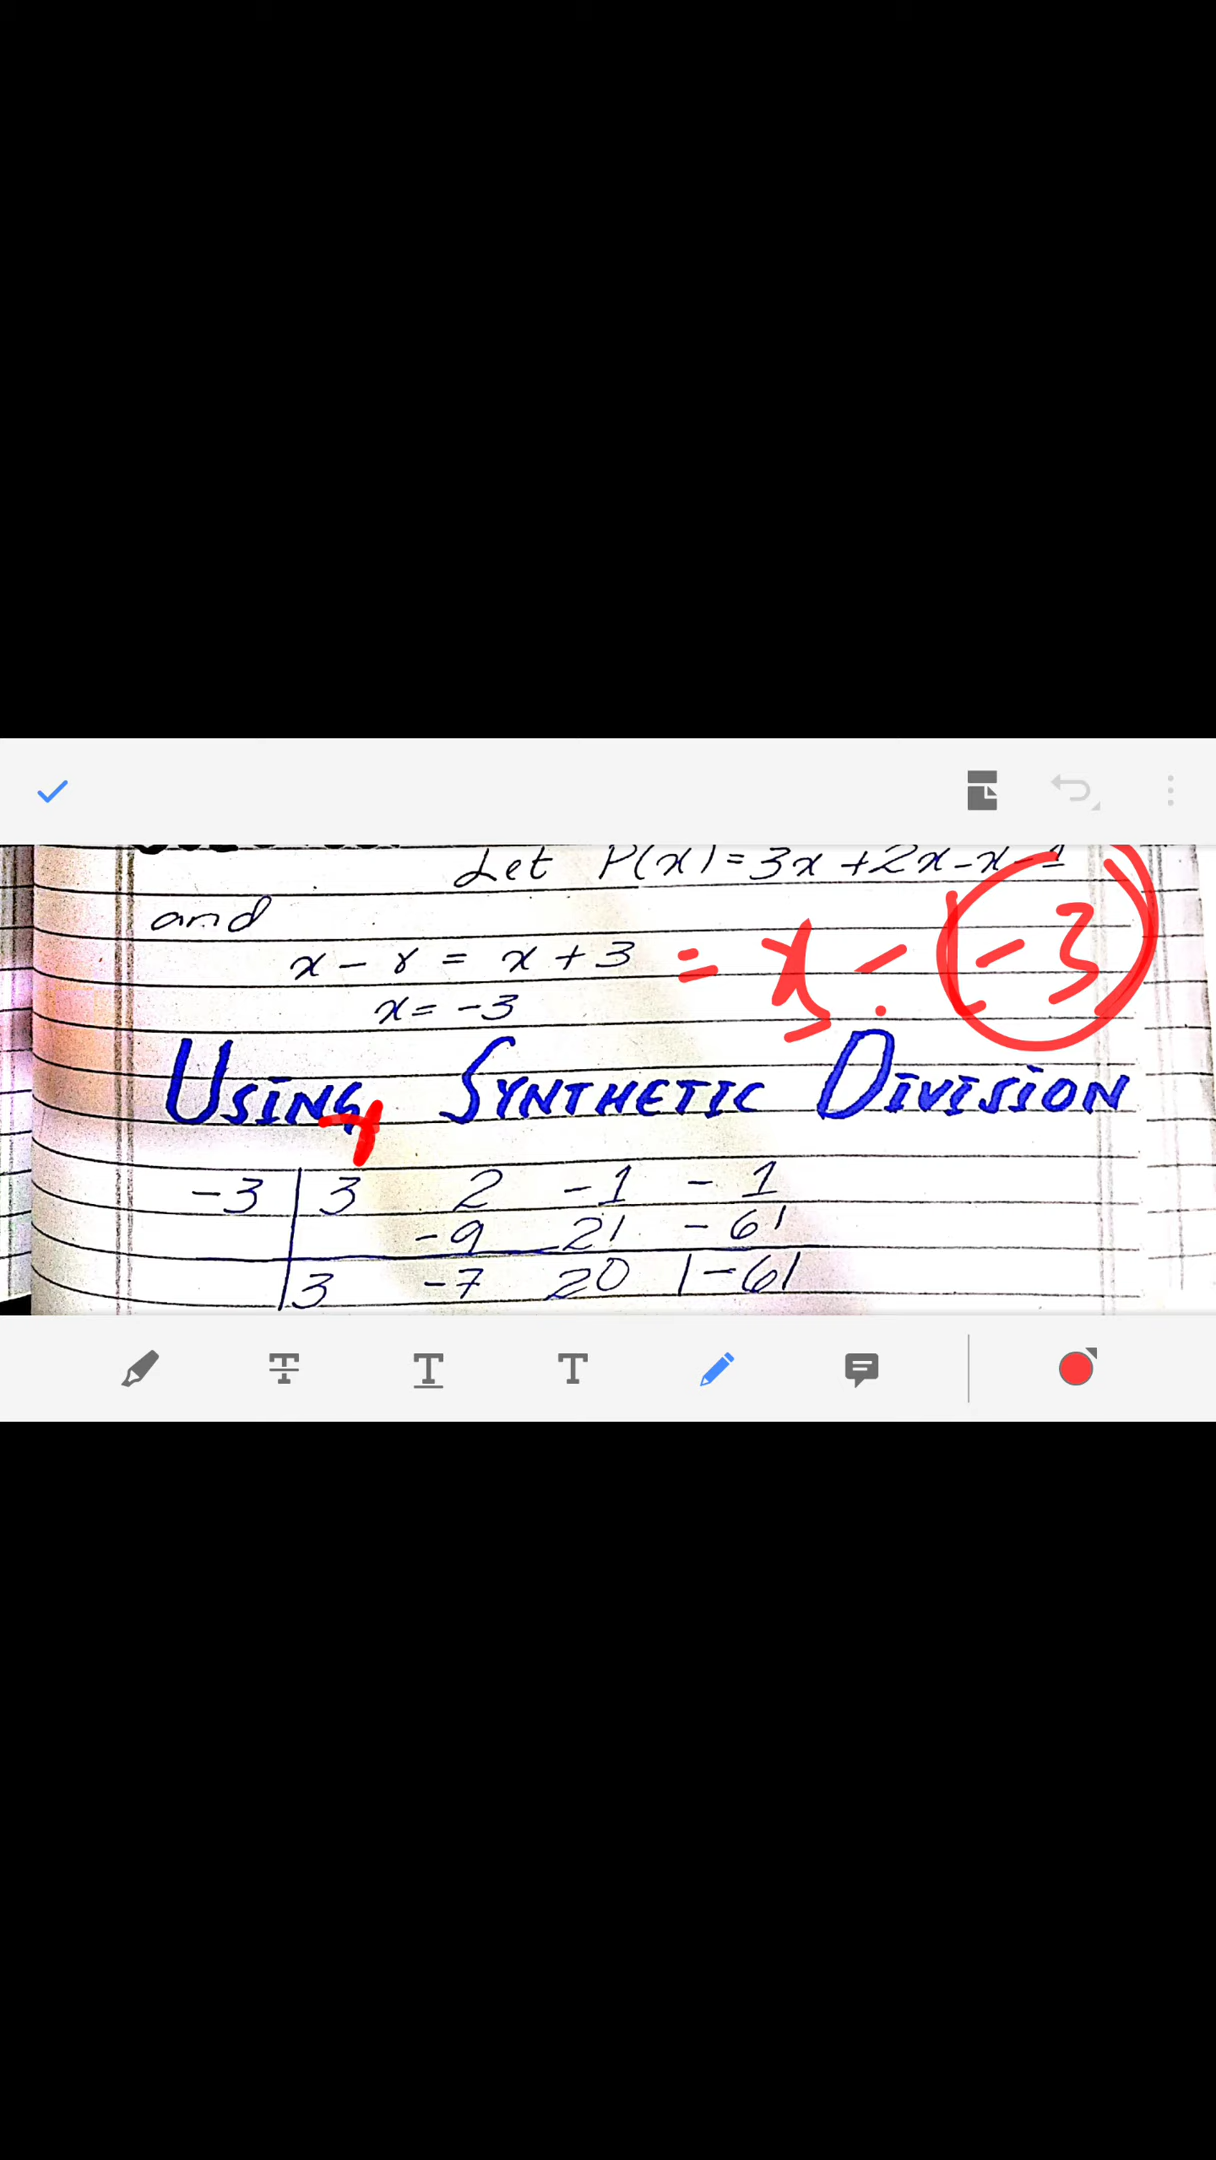 Let P(x) = 3x + 2x - x - 1
and
x - r = x + 3 = x - (-3)
x = -3
USING SYNTHETIC DIVISION
-3 | 3 2 -1 -1
-9 21 -61
| 3 -7 20 | -61
T T T